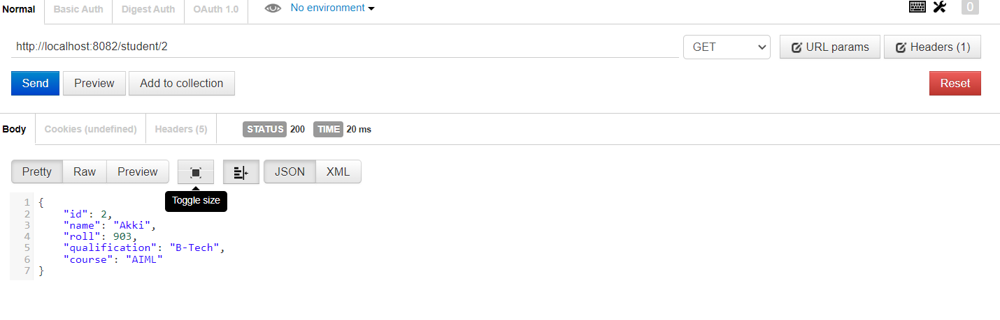 Normal Basic Auth Digest Auth OAuth 1.0 No environment 0
http://localhost:8082/student/2 GET URL params Headers (1)
Send Preview Add to collection Reset
Body Cookies (undefined) Headers (5) STATUS 200 TIME 20 ms
Pretty Raw Preview JSON XML
Toggle size
1 {
2 "id": 2,
3 "name": "Akki",
4 "roll": 903,
5 "qualification": "B-Tech",
6 "course": "AIML"
7 }